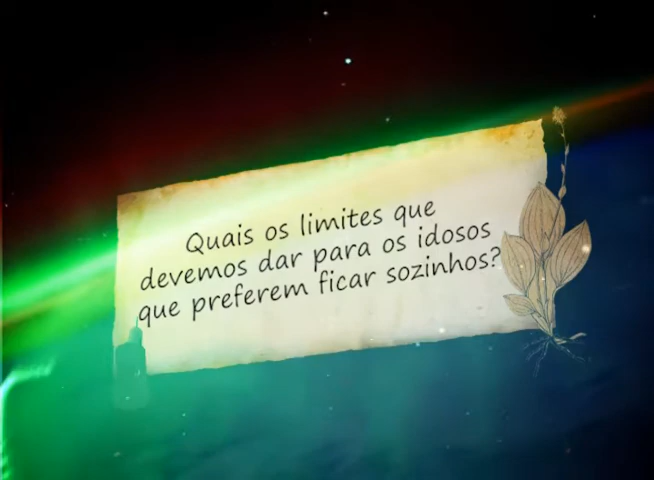 Quais os limites que
devemos dar para os idosos
que preferem ficar sozinhos?